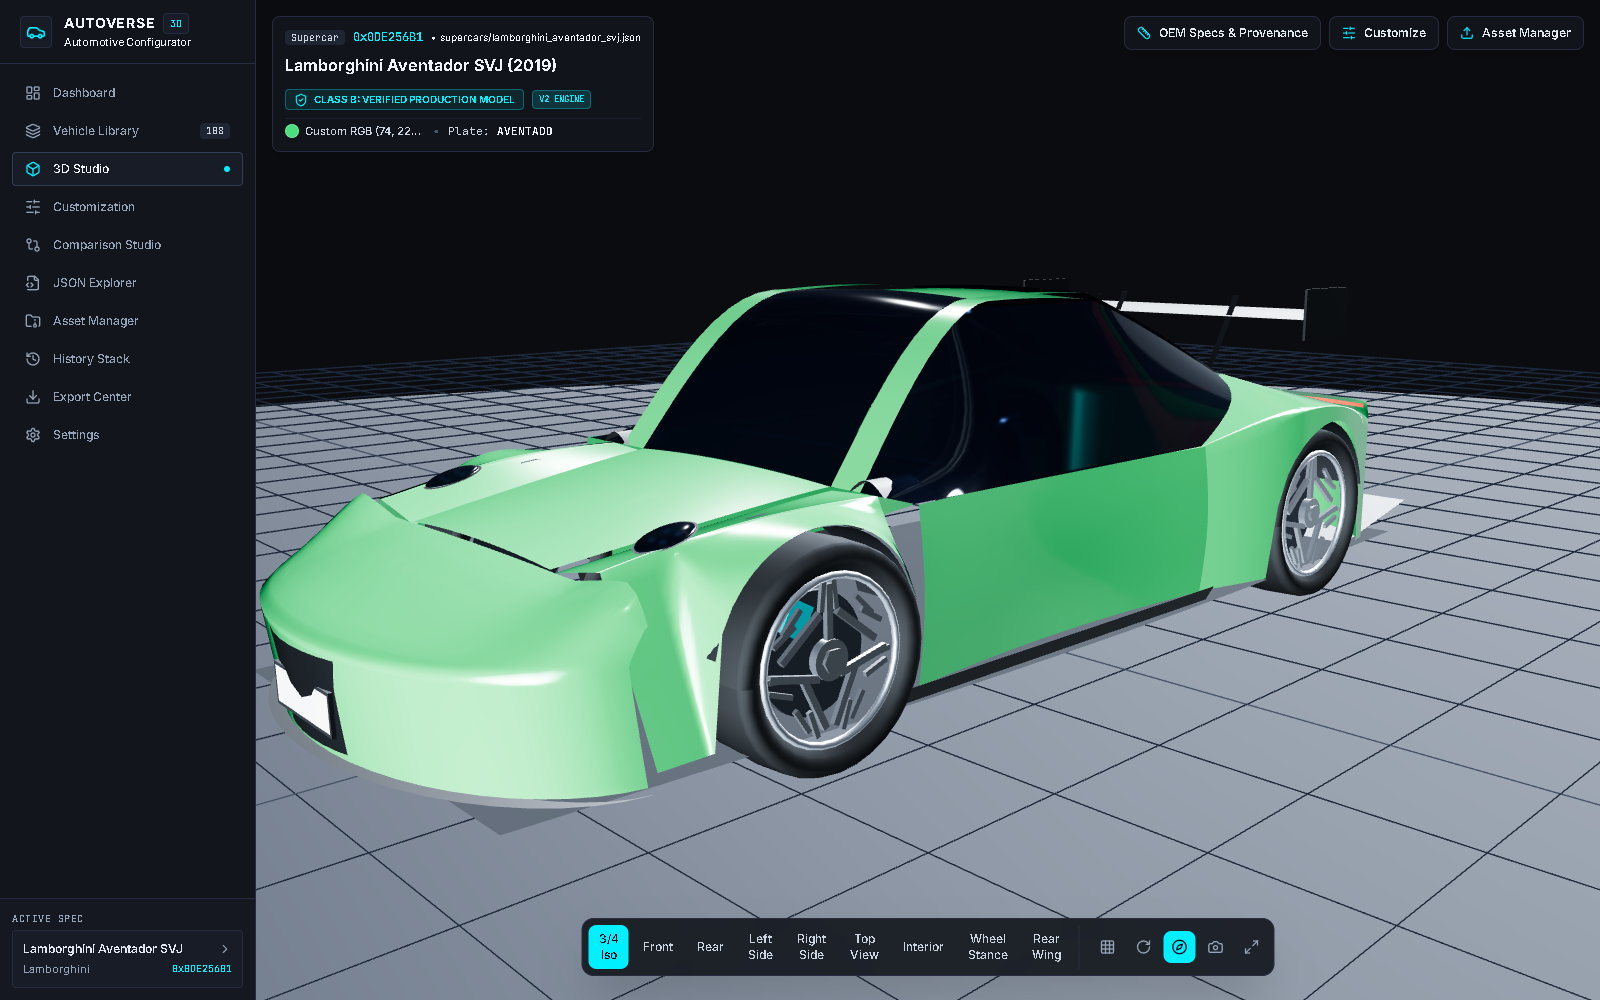 AUTOVERSE 3D
Automotive Configurator
Dashboard
Vehicle Library 188
3D Studio
Customization
Comparison Studio
JSON Explorer
Asset Manager
History Stack
Export Center
Settings
ACTIVE SPEC
Lamborghini Aventador SVJ
Lamborghini 0x8DE256B1
Supercar 0x0DE256B1 • supercars/lamborghini_aventador_svj.json
Lamborghini Aventador SVJ (2019)
CLASS B: VERIFIED PRODUCTION MODEL V2 ENGINE
Custom RGB (74, 22... • Plate: AVENTADO
OEM Specs & Provenance
Customize
Asset Manager
3/4 Iso
Front
Rear
Left Side
Right Side
Top View
Interior
Wheel Stance
Rear Wing